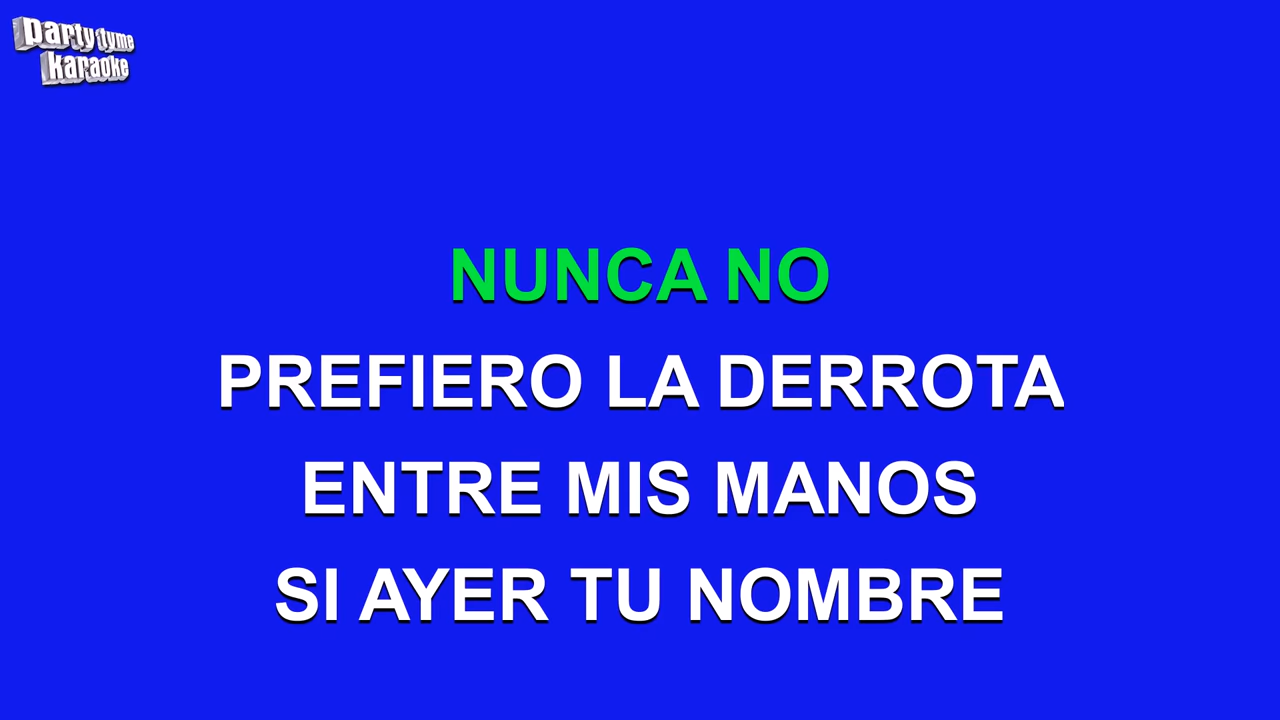 party tyme
karaoke
NUNCA NO
PREFIERO LA DERROTA
ENTRE MIS MANOS
SI AYER TU NOMBRE